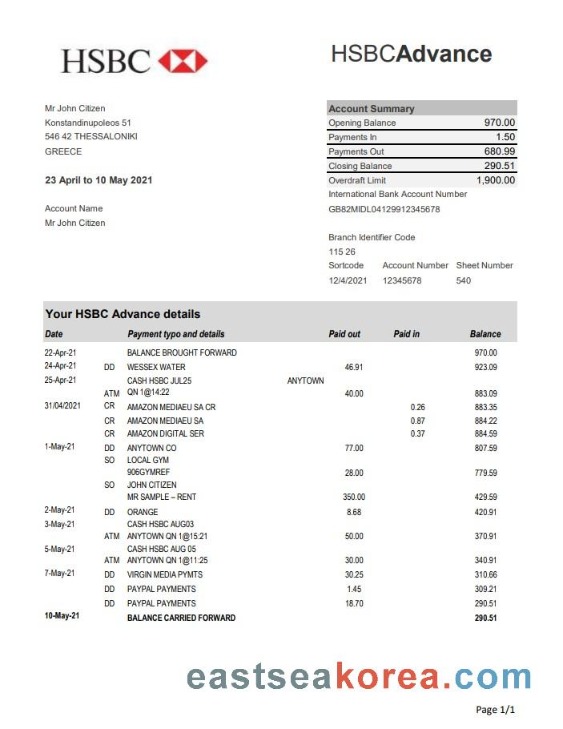 HSBC
HSBCAdvance
Mr John Citizen
Konstandinupoleos 51
546 42 THESSALONIKI
GREECE
23 April to 10 May 2021
Account Name
Mr John Citizen
Account Summary
Opening Balance 970.00
Payments In 1.50
Payments Out 680.99
Closing Balance 290.51
Overdraft Limit 1,900.00
International Bank Account Number
GB82MIDL04129912345678
Branch Identifier Code
115 26
Sortcode Account Number Sheet Number
12/4/2021 12345678 540
Your HSBC Advance details
Date Payment typo and details Paid out Paid in Balance
22-Apr-21 BALANCE BROUGHT FORWARD 970.00
24-Apr-21 DD WESSEX WATER 46.91 923.09
25-Apr-21 CASH HSBC JUL25 ANYTOWN
ATM QN 1@14:22 40.00 883.09
31/04/2021 CR AMAZON MEDIAEU SA CR 0.26 883.35
CR AMAZON MEDIAEU SA 0.87 884.22
CR AMAZON DIGITAL SER 0.37 884.59
1-May-21 DD ANYTOWN CO 77.00 807.59
SO LOCAL GYM
906GYMREF 28.00 779.59
SO JOHN CITIZEN
MR SAMPLE – RENT 350.00 429.59
2-May-21 DD ORANGE 8.68 420.91
3-May-21 CASH HSBC AUG03
ATM ANYTOWN QN 1@15:21 50.00 370.91
5-May-21 CASH HSBC AUG 05
ATM ANYTOWN QN 1@11:25 30.00 340.91
7-May-21 DD VIRGIN MEDIA PYMTS 30.25 310.66
DD PAYPAL PAYMENTS 1.45 309.21
DD PAYPAL PAYMENTS 18.70 290.51
10-May-21 BALANCE CARRIED FORWARD 290.51
eastseakorea.com
Page 1/1